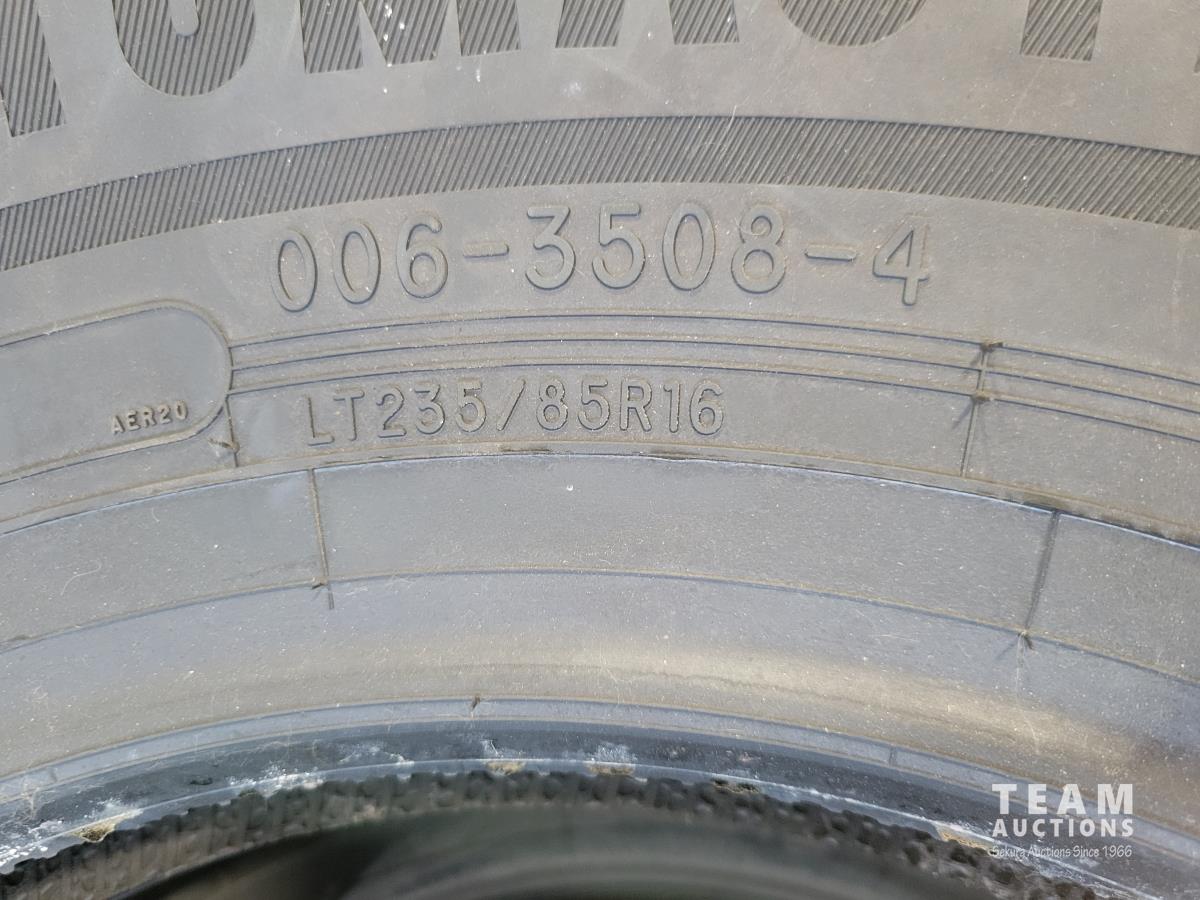 006-3508-4
AER20
LT235/85R16
TEAM
AUCTIONS
Sekura Auctions Since 1966